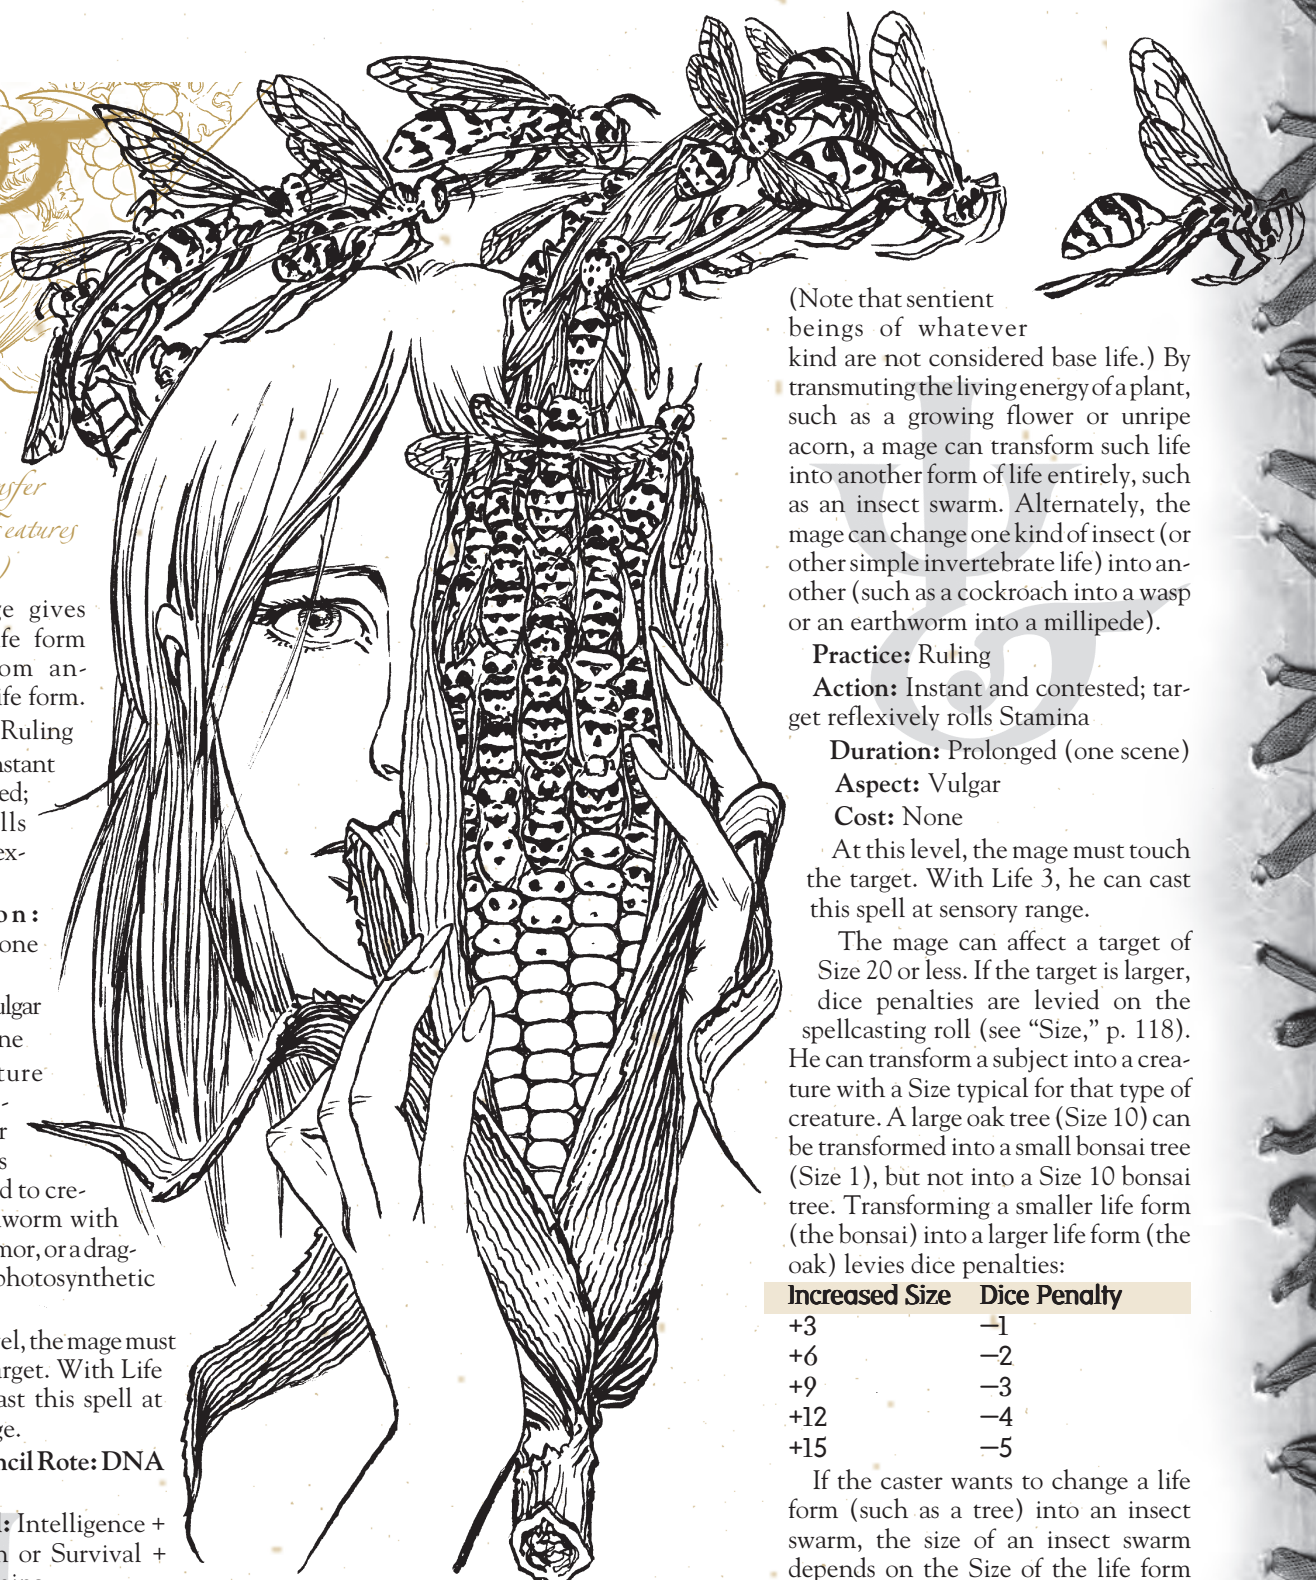 asfer
eatures
)
ge gives
ife form
om an-
ife form.
Ruling
nstant
ed;
lls
ex-
on:
one
ulgar
ne
ture
-
r
s
d to cre-
worm with
mor, or a drag-
photosynthetic
el, the mage must
arget. With Life
ast this spell at
ge.
ncil Rote: DNA
l: Intelligence +
n or Survival +
(Note that sentient
beings of whatever
kind are not considered base life.) By
transmuting the living energy of a plant,
such as a growing flower or unripe
acorn, a mage can transform such life
into another form of life entirely, such
as an insect swarm. Alternately, the
mage can change one kind of insect (or
other simple invertebrate life) into an-
other (such as a cockroach into a wasp
or an earthworm into a millipede).
Practice: Ruling
Action: Instant and contested; tar-
get reflexively rolls Stamina
Duration: Prolonged (one scene)
Aspect: Vulgar
Cost: None
At this level, the mage must touch
the target. With Life 3, he can cast
this spell at sensory range.
The mage can affect a target of
Size 20 or less. If the target is larger,
dice penalties are levied on the
spellcasting roll (see “Size,” p. 118).
He can transform a subject into a crea-
ture with a Size typical for that type of
creature. A large oak tree (Size 10) can
be transformed into a small bonsai tree
(Size 1), but not into a Size 10 bonsai
tree. Transforming a smaller life form
(the bonsai) into a larger life form (the
oak) levies dice penalties:
Increased Size Dice Penalty
+3 —1
+6 —2
+9 —3
+12 —4
+15 —5
If the caster wants to change a life
form (such as a tree) into an insect
swarm, the size of an insect swarm
depends on the Size of the life form